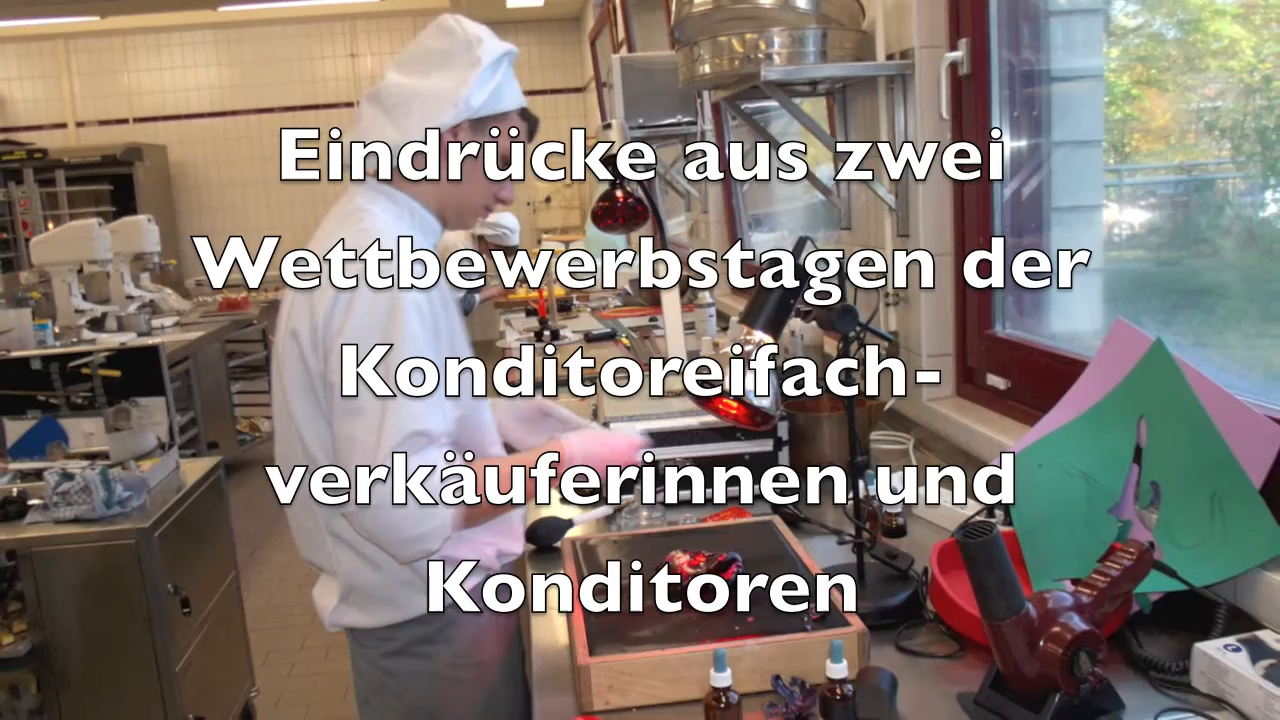 Eindrücke aus zwei
Wettbewerbstagen der
Konditoreifach-
verkäuferinnen und
Konditoren